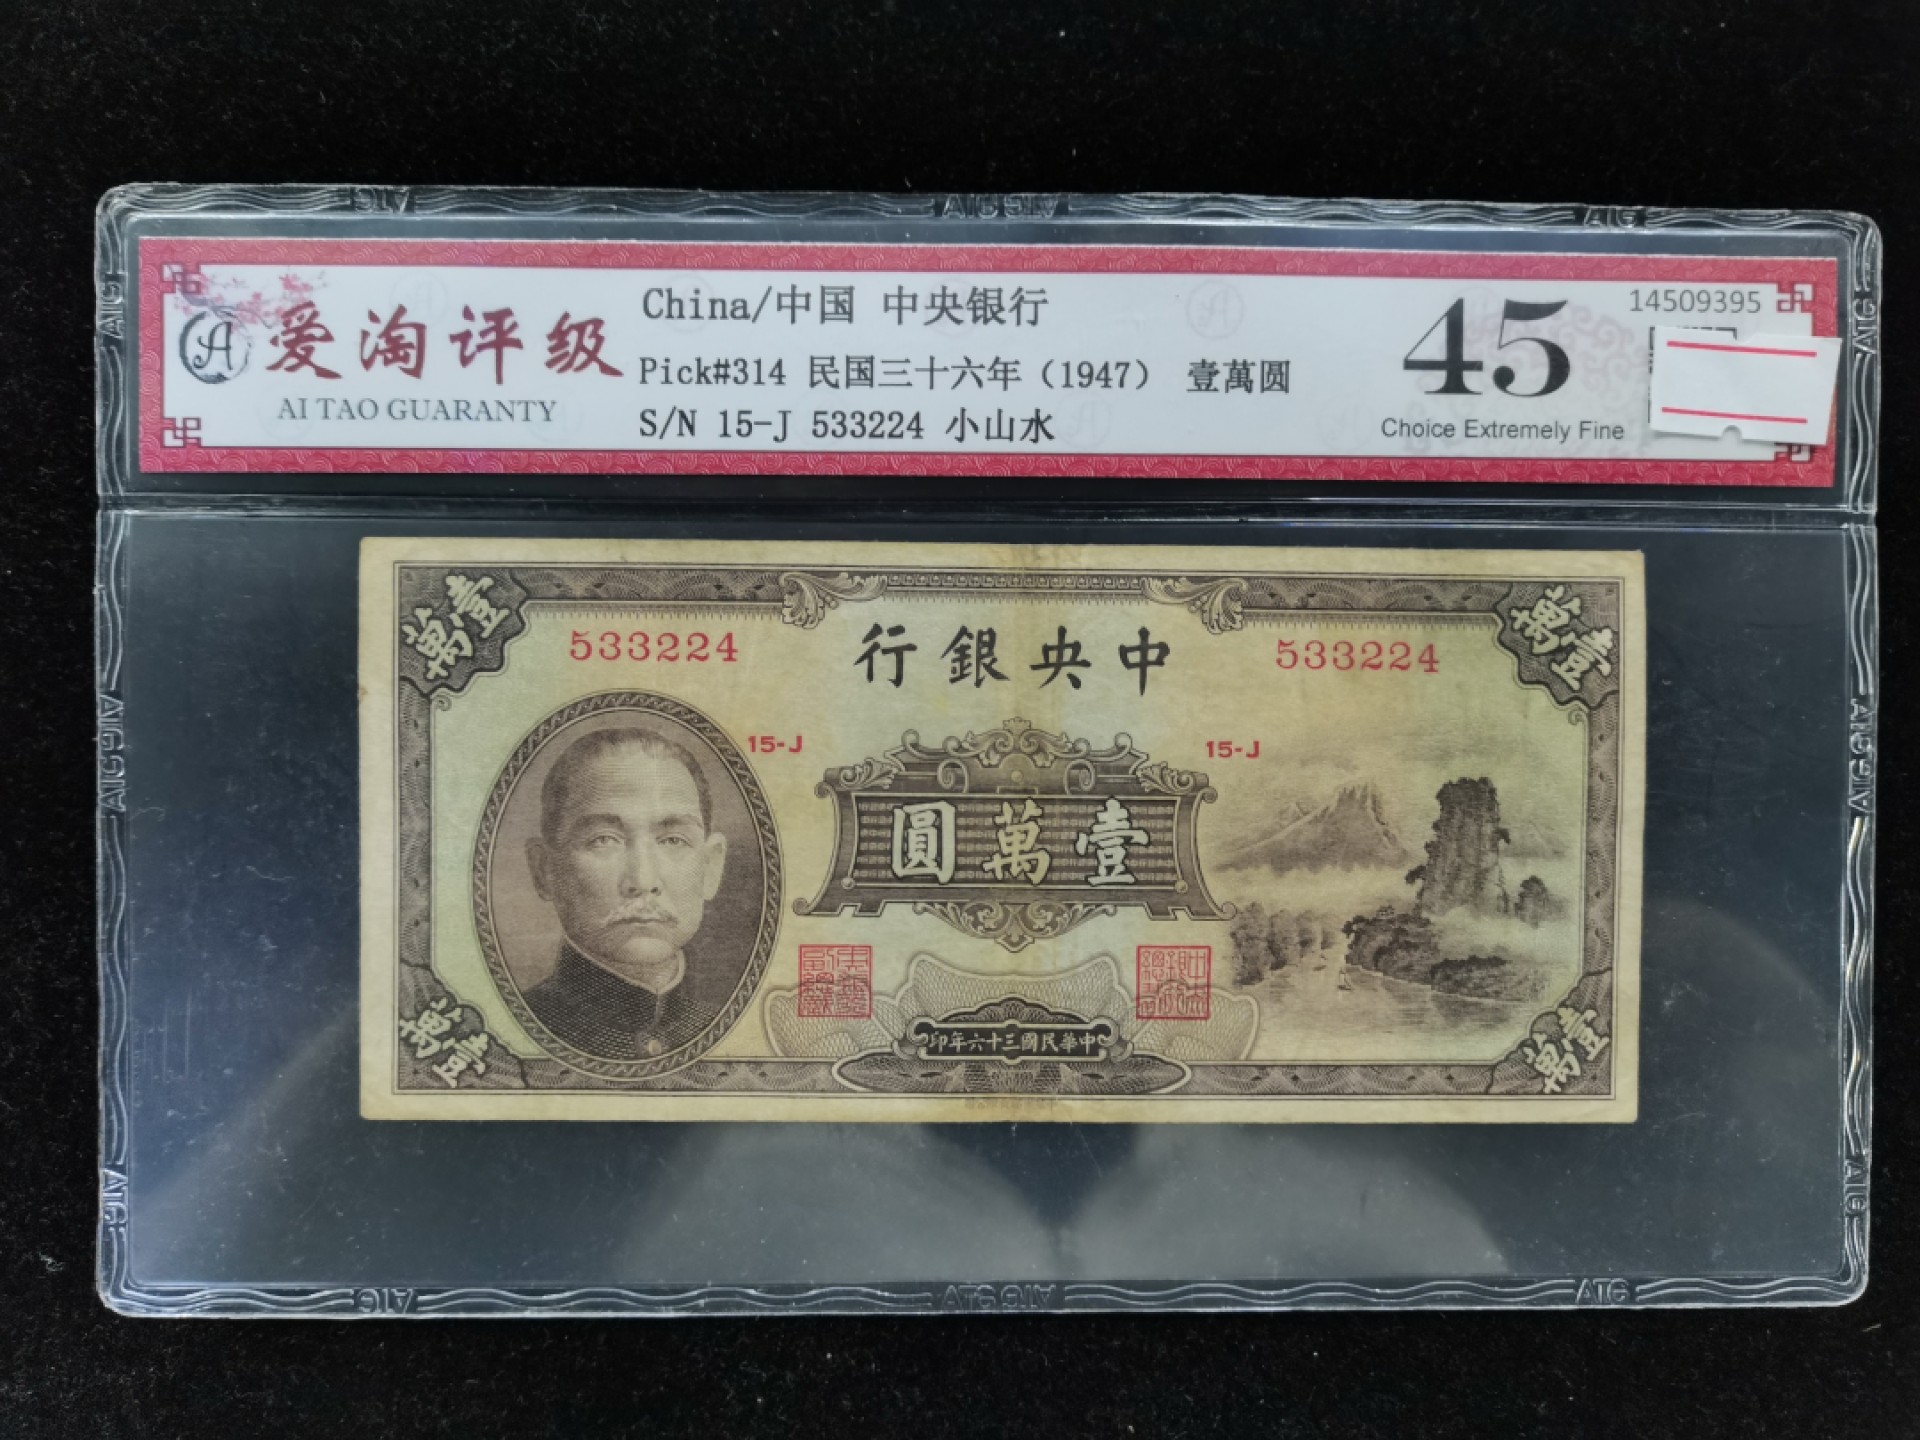 爱淘评级
AI TAO GUARANTY
China/中国 中央银行
Pick#314 民国三十六年（1947） 壹萬圆
S/N 15-J 533224 小山水
45
Choice Extremely Fine
14509395
壹萬
壹萬
533224
中央銀行
533224
15-J
15-J
壹萬圓
中華民國三十六年印
壹萬
壹萬